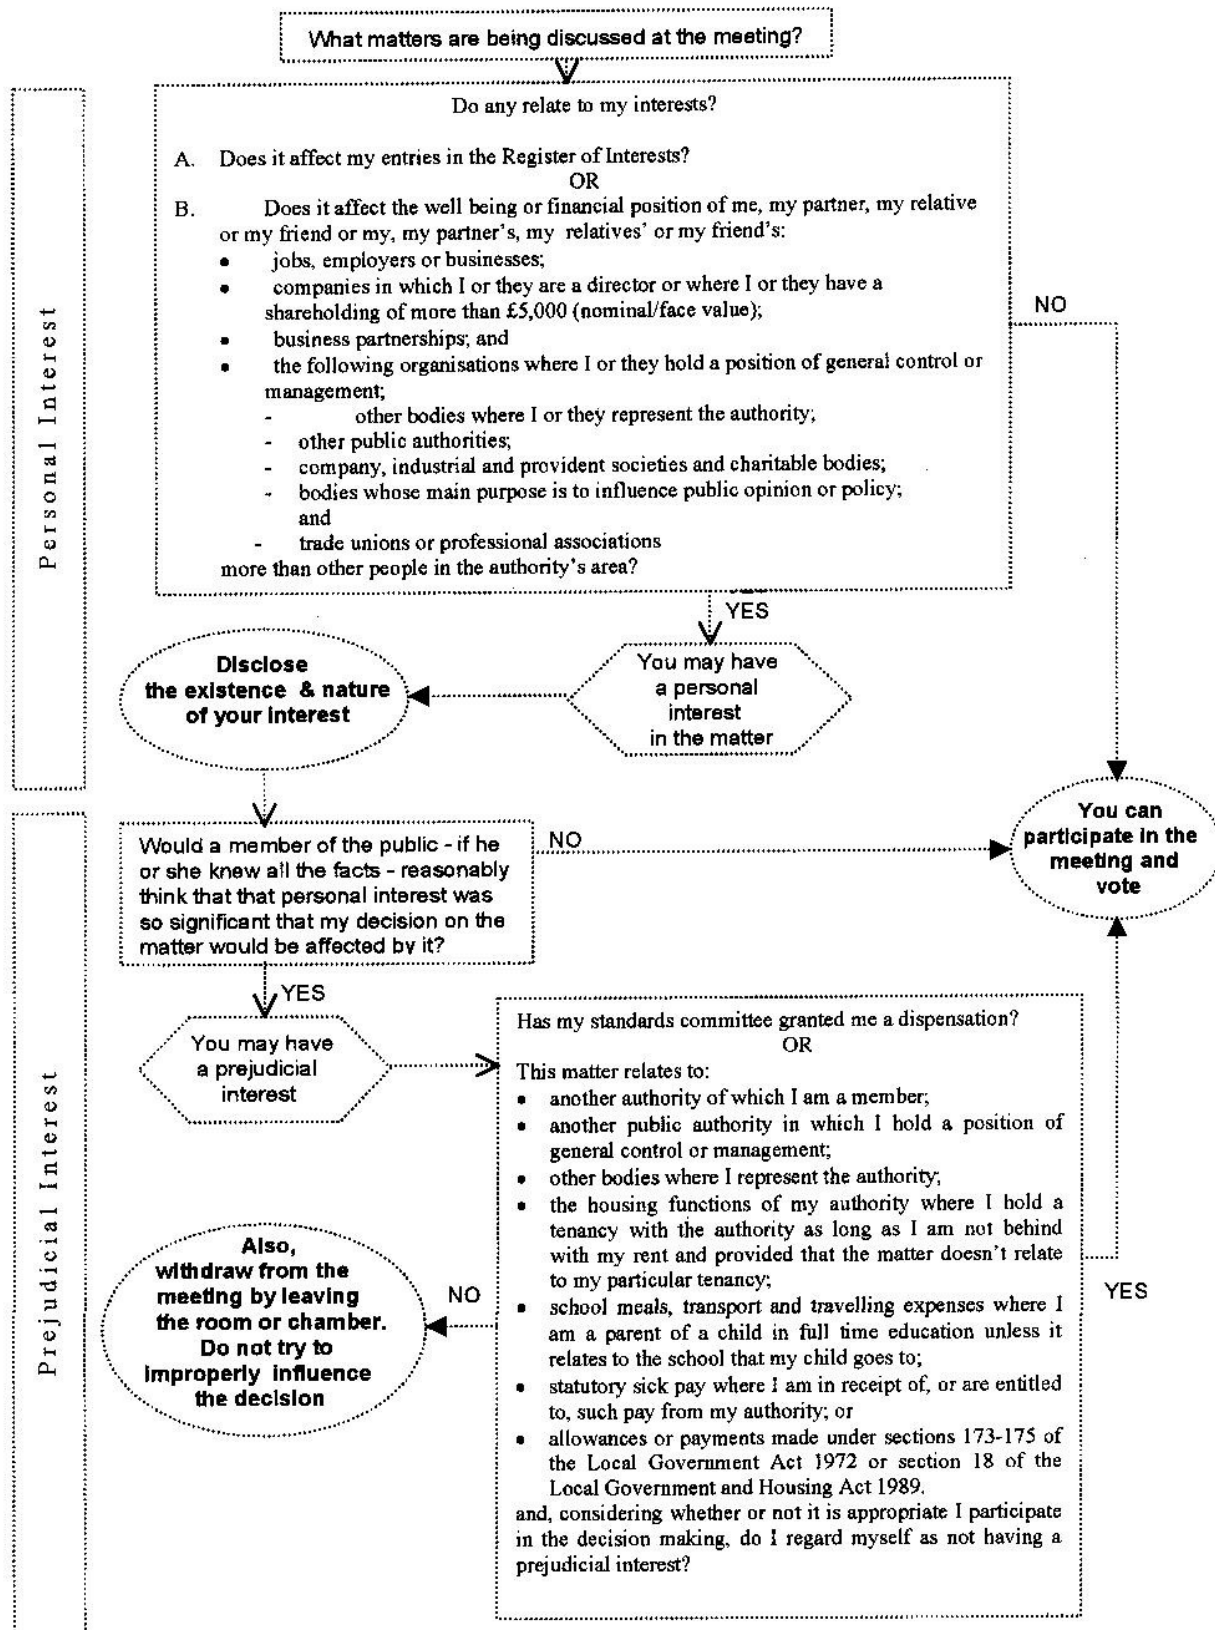 What matters are being discussed at the meeting?
Personal Interest
Do any relate to my interests?
A. Does it affect my entries in the Register of Interests?
OR
B. Does it affect the well being or financial position of me, my partner, my relative
or my friend or my, my partner's, my relatives' or my friend's:
• jobs, employers or businesses;
• companies in which I or they are a director or where I or they have a
shareholding of more than £5,000 (nominal/face value);
• business partnerships; and
• the following organisations where I or they hold a position of general control or
management;
- other bodies where I or they represent the authority;
- other public authorities;
- company, industrial and provident societies and charitable bodies;
- bodies whose main purpose is to influence public opinion or policy;
and
- trade unions or professional associations
more than other people in the authority's area?
NO
YES
You may have
a personal
interest
in the matter
Disclose
the existence & nature
of your interest
Prejudicial Interest
Would a member of the public - if he
or she knew all the facts - reasonably
think that that personal interest was
so significant that my decision on the
matter would be affected by it?
NO
You can
participate in the
meeting and
vote
YES
You may have
a prejudicial
interest
Has my standards committee granted me a dispensation?
OR
This matter relates to:
• another authority of which I am a member;
• another public authority in which I hold a position of
general control or management;
• other bodies where I represent the authority;
• the housing functions of my authority where I hold a
tenancy with the authority as long as I am not behind
with my rent and provided that the matter doesn't relate
to my particular tenancy;
• school meals, transport and travelling expenses where I
am a parent of a child in full time education unless it
relates to the school that my child goes to;
• statutory sick pay where I am in receipt of, or are entitled
to, such pay from my authority; or
• allowances or payments made under sections 173-175 of
the Local Government Act 1972 or section 18 of the
Local Government and Housing Act 1989.
and, considering whether or not it is appropriate I participate
in the decision making, do I regard myself as not having a
prejudicial interest?
YES
NO
Also,
withdraw from the
meeting by leaving
the room or chamber.
Do not try to
improperly influence
the decision